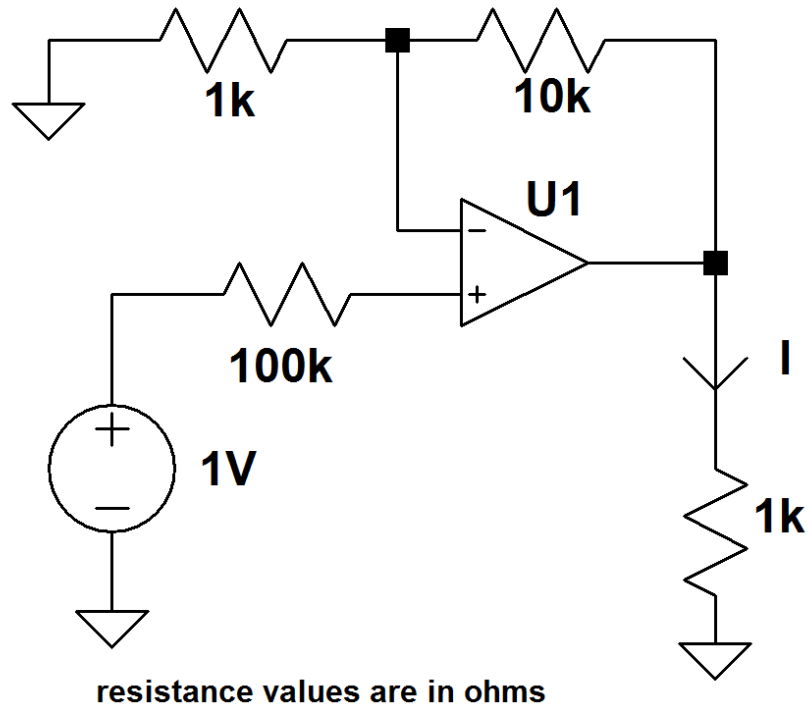 1k
10k
U1
−
+
100k
I
+
1V
−
1k
resistance values are in ohms